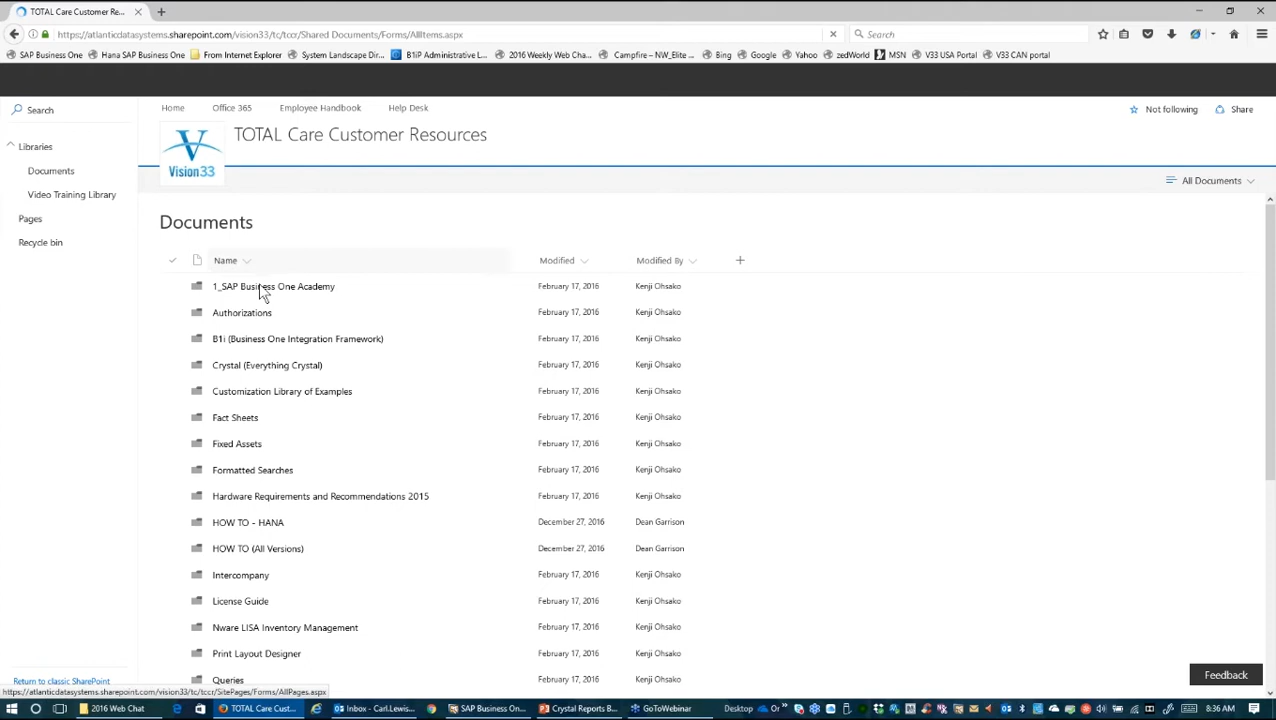 TOTAL Care Customer Re...
https://atlanticdatasystems.sharepoint.com/vision33/tc/tccr/Shared Documents/Forms/AllItems.aspx
Search
SAP Business One
Hana SAP Business One
From Internet Explorer
System Landscape Dir...
B1iP Administrative L...
2016 Weekly Web Cha...
Campfire – NW_Elite ...
Bing
Google
Yahoo
zedWorld
MSN
V33 USA Portal
V33 CAN portal
Search
Home
Office 365
Employee Handbook
Help Desk
Not following
Share
TOTAL Care Customer Resources
Vision33
Libraries
Documents
Video Training Library
Pages
Recycle bin
All Documents
Documents
Name
Modified
Modified By
1_SAP Business One Academy February 17, 2016 Kenji Ohsako
Authorizations February 17, 2016 Kenji Ohsako
B1i (Business One Integration Framework) February 17, 2016 Kenji Ohsako
Crystal (Everything Crystal) February 17, 2016 Kenji Ohsako
Customization Library of Examples February 17, 2016 Kenji Ohsako
Fact Sheets February 17, 2016 Kenji Ohsako
Fixed Assets February 17, 2016 Kenji Ohsako
Formatted Searches February 17, 2016 Kenji Ohsako
Hardware Requirements and Recommendations 2015 February 17, 2016 Kenji Ohsako
HOW TO - HANA December 27, 2016 Dean Garrison
HOW TO (All Versions) December 27, 2016 Dean Garrison
Intercompany February 17, 2016 Kenji Ohsako
License Guide February 17, 2016 Kenji Ohsako
Nware LISA Inventory Management February 17, 2016 Kenji Ohsako
Print Layout Designer February 17, 2016 Kenji Ohsako
Queries February 17, 2016 Kenji Ohsako
Return to classic SharePoint
Feedback
https://atlanticdatasystems.sharepoint.com/vision33/tc/tccr/SitePages/Forms/AllPages.aspx
2016 Web Chat
TOTAL Care Cust...
Inbox - Carl.Lewis...
SAP Business One...
Crystal Reports B...
GoToWebinar
Desktop
8:36 AM